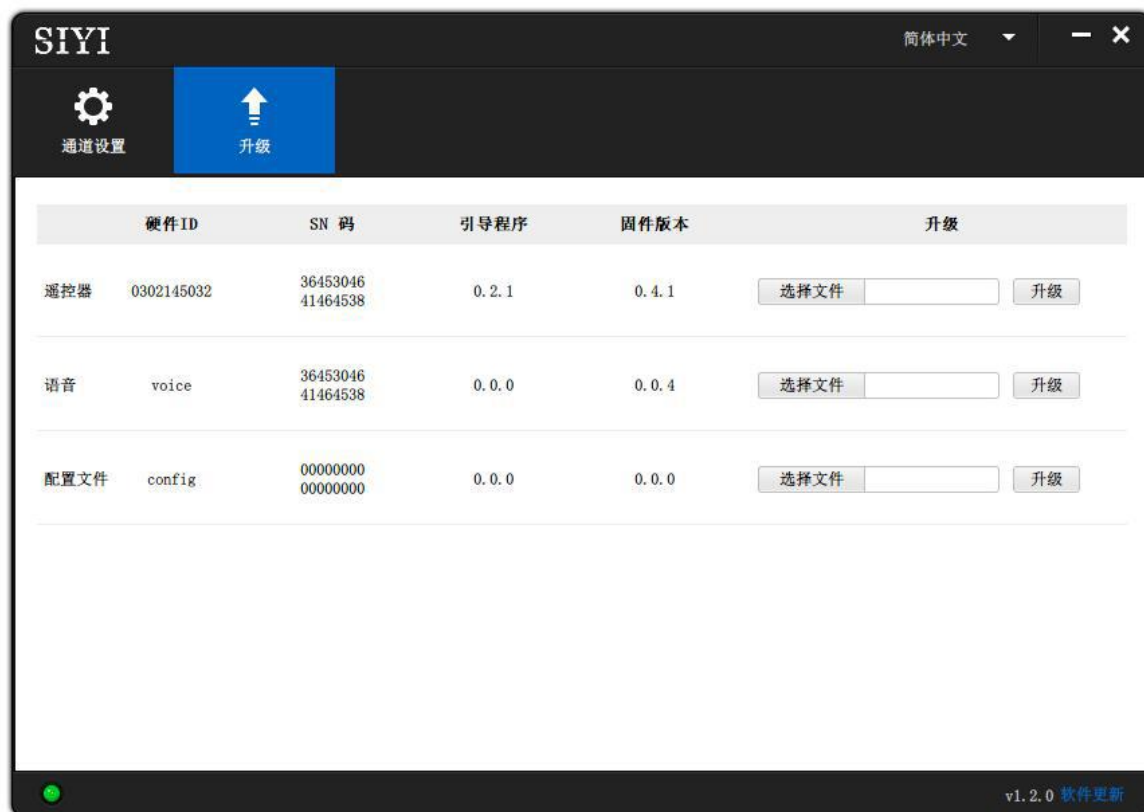 SIYI
简体中文
通道设置
升级
硬件ID SN 码 引导程序 固件版本 升级
遥控器 0302145032 36453046 41464538 0.2.1 0.4.1 选择文件 升级
语音 voice 36453046 41464538 0.0.0 0.0.4 选择文件 升级
配置文件 config 00000000 00000000 0.0.0 0.0.0 选择文件 升级
v1.2.0 软件更新